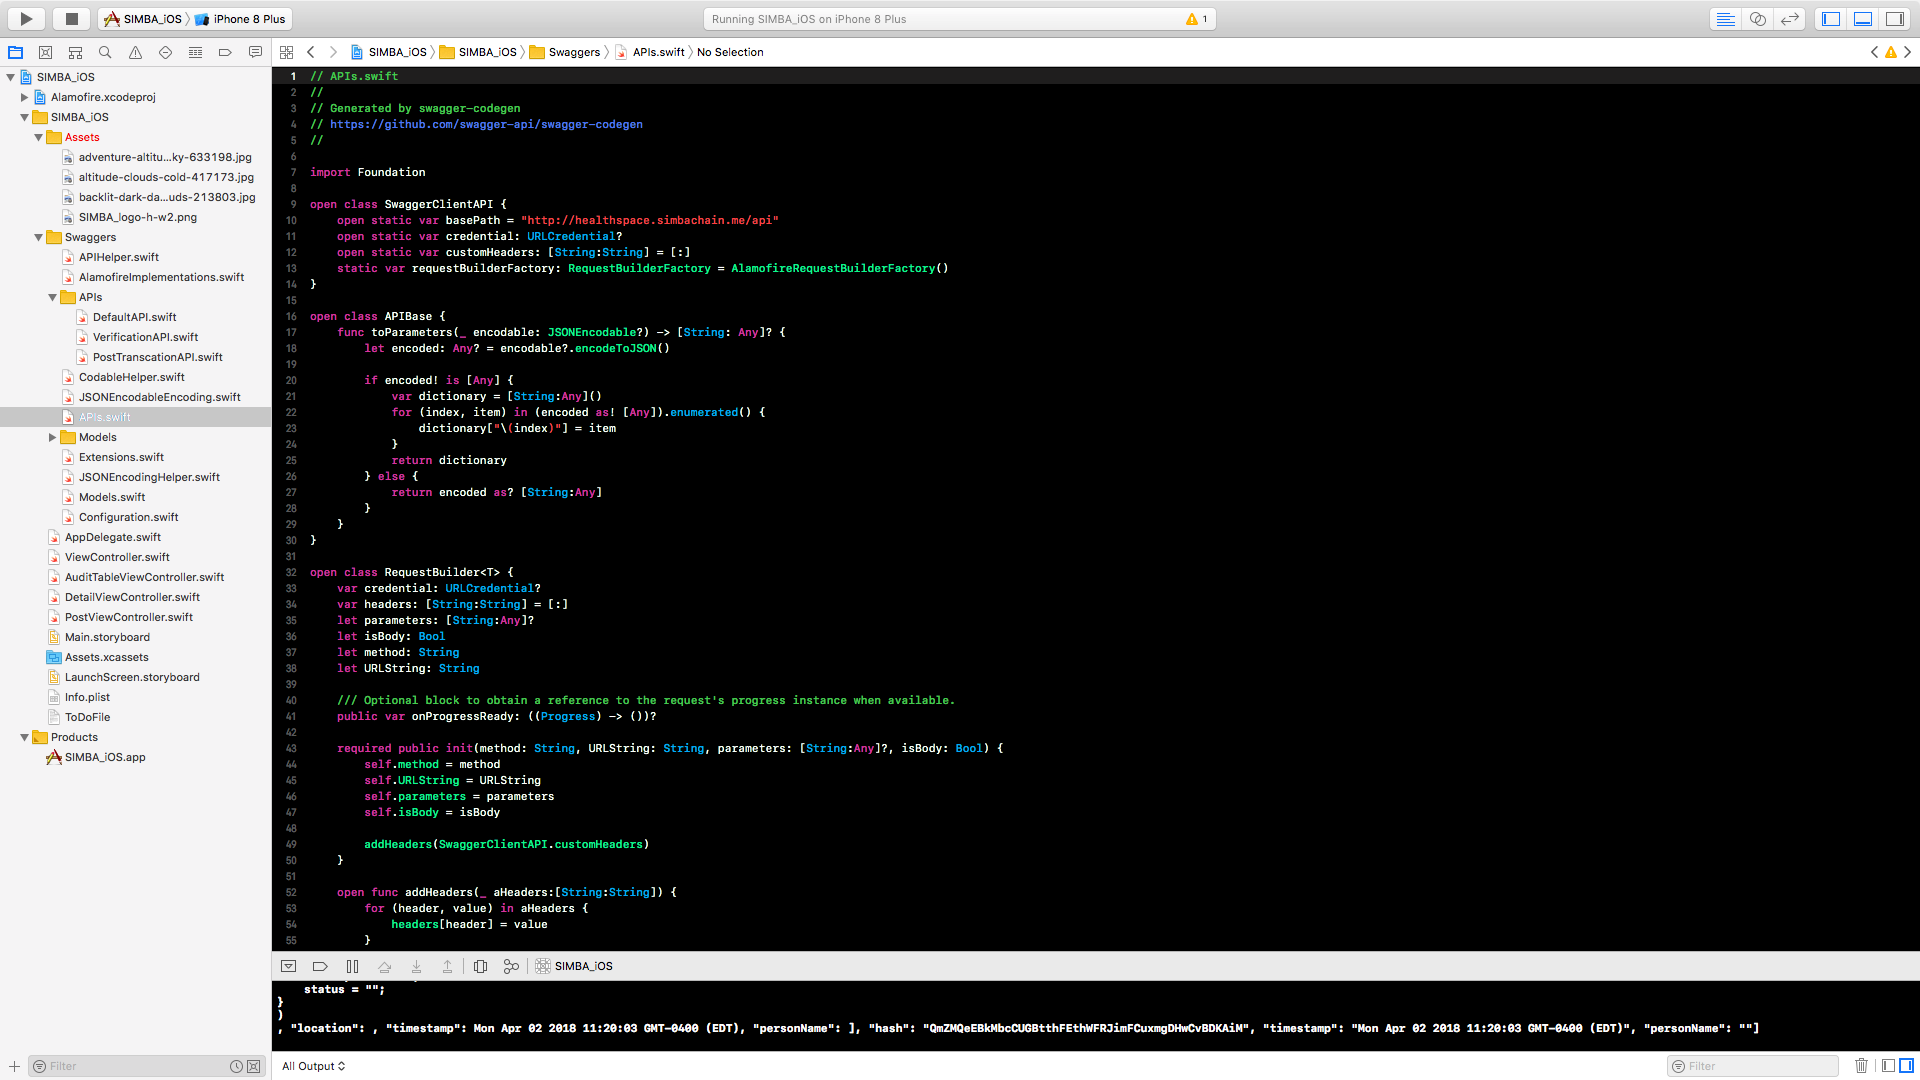 SIMBA_iOS
iPhone 8 Plus
Running SIMBA_iOS on iPhone 8 Plus
1
SIMBA_iOS
SIMBA_iOS
Swaggers
APIs.swift
No Selection
SIMBA_iOS
Alamofire.xcodeproj
SIMBA_iOS
Assets
adventure-altitu...ky-633198.jpg
altitude-clouds-cold-417173.jpg
backlit-dark-da...uds-213803.jpg
SIMBA_logo-h-w2.png
Swaggers
APIHelper.swift
AlamofireImplementations.swift
APIs
DefaultAPI.swift
VerificationAPI.swift
PostTranscationAPI.swift
CodableHelper.swift
JSONEncodableEncoding.swift
APIs.swift
Models
Extensions.swift
JSONEncodingHelper.swift
Models.swift
Configuration.swift
AppDelegate.swift
ViewController.swift
AuditTableViewController.swift
DetailViewController.swift
PostViewController.swift
Main.storyboard
Assets.xcassets
LaunchScreen.storyboard
Info.plist
ToDoFile
Products
SIMBA_iOS.app
Filter
1 // APIs.swift
2 //
3 // Generated by swagger-codegen
4 // https://github.com/swagger-api/swagger-codegen
5 //
6
7 import Foundation
8
9 open class SwaggerClientAPI {
10 open static var basePath = "http://healthspace.simbachain.me/api"
11 open static var credential: URLCredential?
12 open static var customHeaders: [String:String] = [:]
13 static var requestBuilderFactory: RequestBuilderFactory = AlamofireRequestBuilderFactory()
14 }
15
16 open class APIBase {
17 func toParameters(_ encodable: JSONEncodable?) -> [String: Any]? {
18 let encoded: Any? = encodable?.encodeToJSON()
19
20 if encoded! is [Any] {
21 var dictionary = [String:Any]()
22 for (index, item) in (encoded as! [Any]).enumerated() {
23 dictionary["\(index)"] = item
24 }
25 return dictionary
26 } else {
27 return encoded as? [String:Any]
28 }
29 }
30 }
31
32 open class RequestBuilder<T> {
33 var credential: URLCredential?
34 var headers: [String:String] = [:]
35 let parameters: [String:Any]?
36 let isBody: Bool
37 let method: String
38 let URLString: String
39
40 /// Optional block to obtain a reference to the request's progress instance when available.
41 public var onProgressReady: ((Progress) -> ())?
42
43 required public init(method: String, URLString: String, parameters: [String:Any]?, isBody: Bool) {
44 self.method = method
45 self.URLString = URLString
46 self.parameters = parameters
47 self.isBody = isBody
48
49 addHeaders(SwaggerClientAPI.customHeaders)
50 }
51
52 open func addHeaders(_ aHeaders:[String:String]) {
53 for (header, value) in aHeaders {
54 headers[header] = value
55 }
SIMBA_iOS
status = "";
}
)
, "location": , "timestamp": Mon Apr 02 2018 11:20:03 GMT-0400 (EDT), "personName": ], "hash": "QmZMQeEBkMbcCUGBtthFEthWFRJimFCuxmgDHwCvBDKAiM", "timestamp": "Mon Apr 02 2018 11:20:03 GMT-0400 (EDT)", "personName": ""]
All Output
Filter